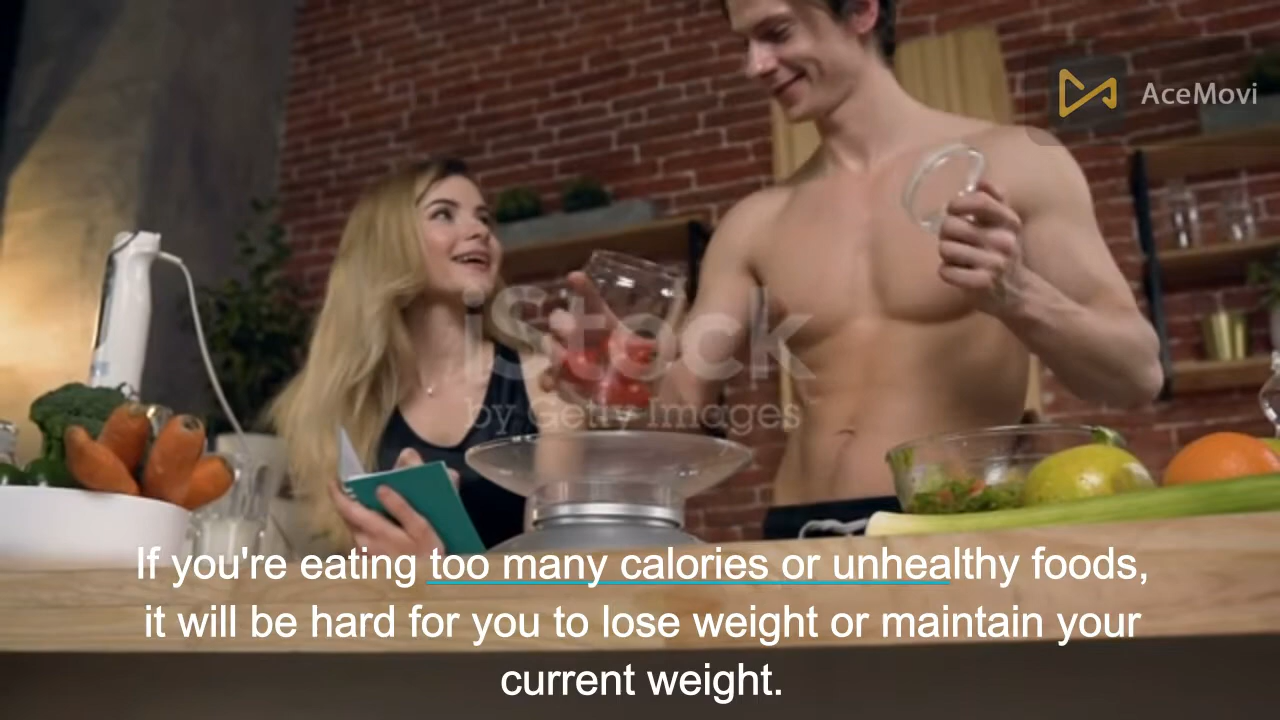 AceMovi
iStock
by Getty Images
If you're eating too many calories or unhealthy foods,
it will be hard for you to lose weight or maintain your
current weight.